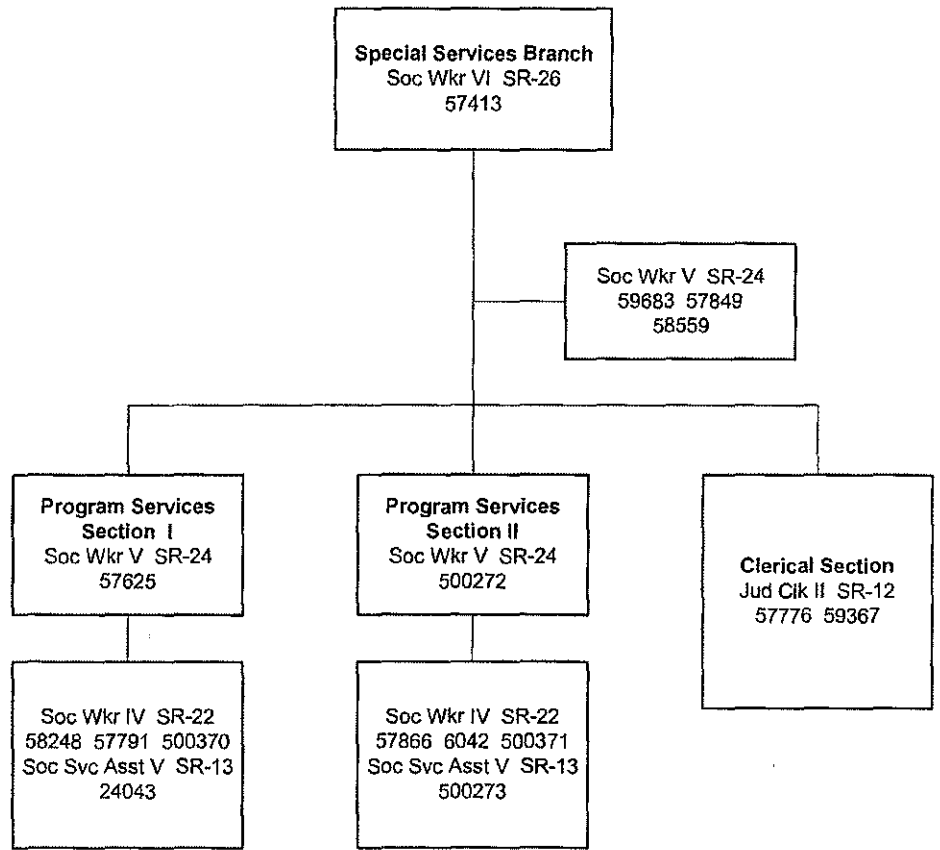 Special Services Branch
Soc Wkr VI SR-26
57413
Soc Wkr V SR-24
59683 57849
58559
Program Services
Section I
Soc Wkr V SR-24
57625
Program Services
Section II
Soc Wkr V SR-24
500272
Clerical Section
Jud Clk II SR-12
57776 59367
Soc Wkr IV SR-22
58248 57791 500370
Soc Svc Asst V SR-13
24043
Soc Wkr IV SR-22
57866 6042 500371
Soc Svc Asst V SR-13
500273